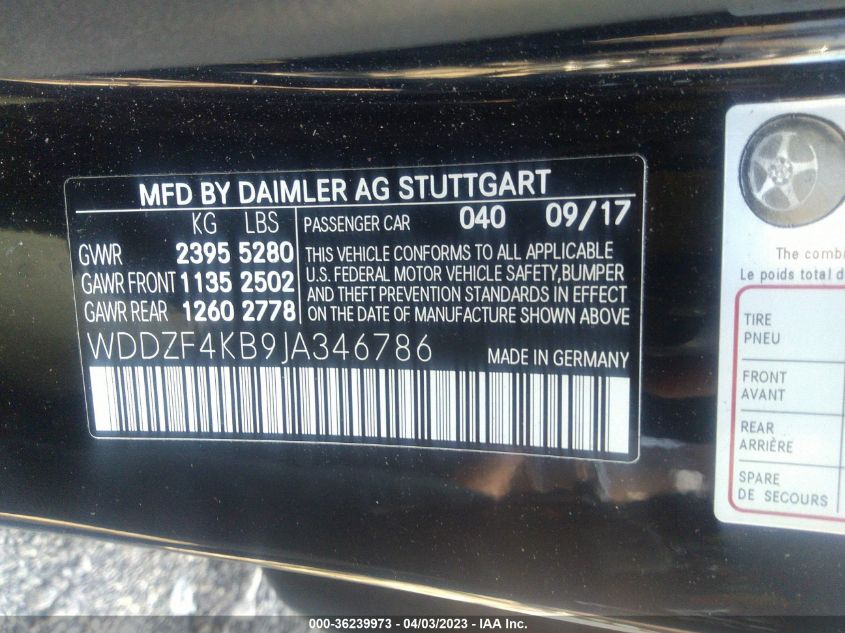 MFD BY DAIMLER AG STUTTGART
KG LBS
GVWR 2395 5280
GAWR FRONT 1135 2502
GAWR REAR 1260 2778
PASSENGER CAR 040 09/17
THIS VEHICLE CONFORMS TO ALL APPLICABLE
U.S. FEDERAL MOTOR VEHICLE SAFETY, BUMPER
AND THEFT PREVENTION STANDARDS IN EFFECT
ON THE DATE OF MANUFACTURE SHOWN ABOVE
WDDZF4KB9JA346786 MADE IN GERMANY
The combi
Le poids total d
TIRE
PNEU
FRONT
AVANT
REAR
ARRIÈRE
SPARE
DE SECOURS
000-36239973 - 04/03/2023 - IAA Inc.